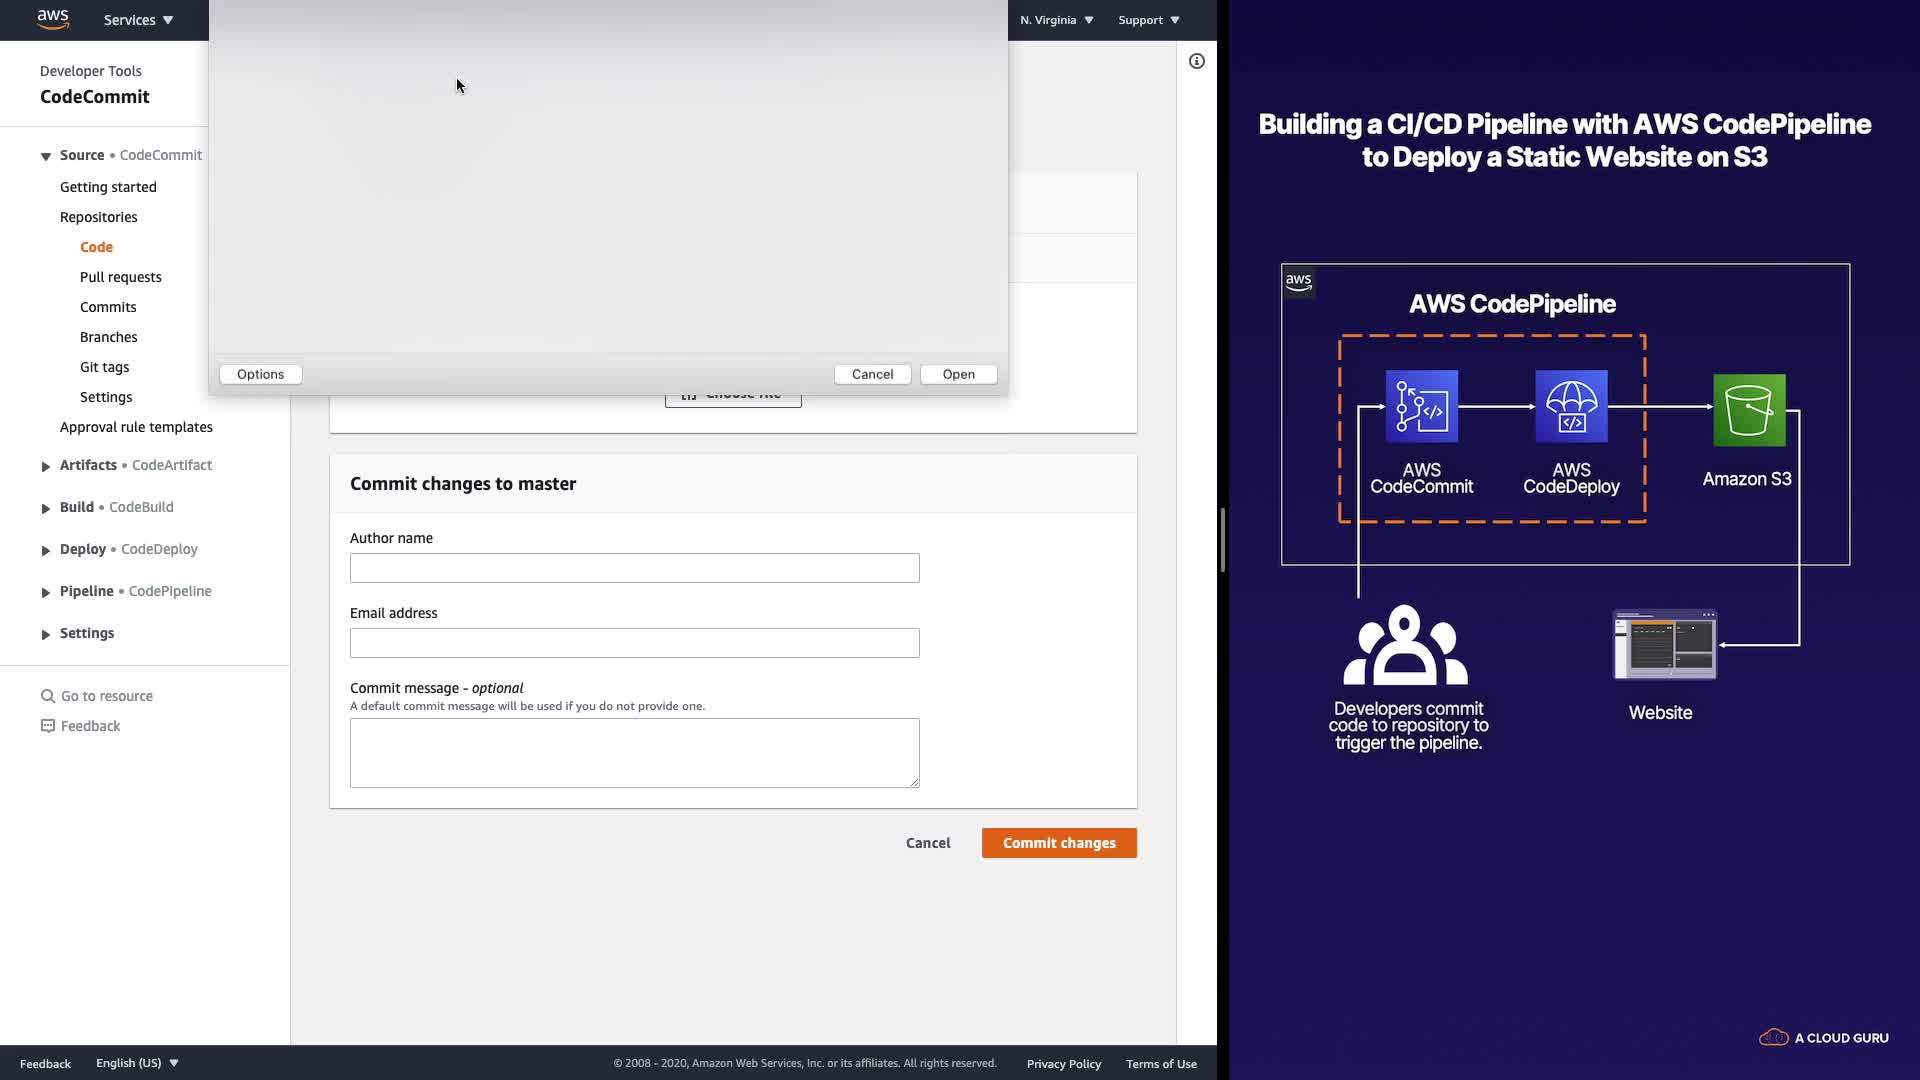 aws
Services
N. Virginia
Support
Developer Tools
CodeCommit
Source • CodeCommit
Getting started
Repositories
Code
Pull requests
Commits
Branches
Git tags
Settings
Approval rule templates
Artifacts • CodeArtifact
Build • CodeBuild
Deploy • CodeDeploy
Pipeline • CodePipeline
Settings
Go to resource
Feedback
Options
Cancel
Open
Choose file
Commit changes to master
Author name
Email address
Commit message - optional
A default commit message will be used if you do not provide one.
Cancel
Commit changes
Feedback
English (US)
© 2008 - 2020, Amazon Web Services, Inc. or its affiliates. All rights reserved.
Privacy Policy
Terms of Use
Building a CI/CD Pipeline with AWS CodePipeline
to Deploy a Static Website on S3
aws
AWS CodePipeline
AWS
CodeCommit
AWS
CodeDeploy
Amazon S3
Developers commit
code to repository to
trigger the pipeline.
Website
A CLOUD GURU